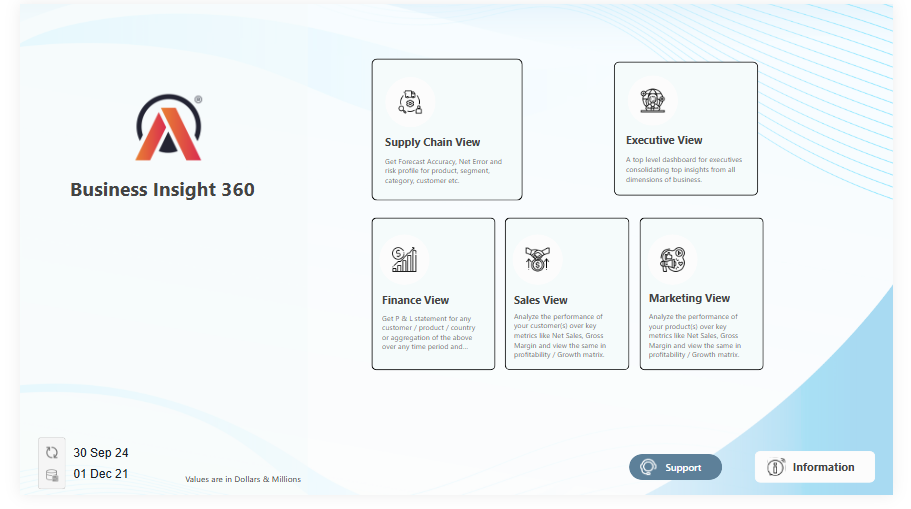 ®
Business Insight 360
Supply Chain View
Get Forecast Accuracy, Net Error and
risk profile for product, segment,
category, customer etc.
Executive View
A top level dashboard for executives
consolidating top insights from all
dimensions of business.
Finance View
Get P & L statement for any
customer / product / country
or aggregation of the above
over any time period and...
Sales View
Analyze the performance of
your customer(s) over key
metrics like Net Sales, Gross
Margin and view the same in
profitability / Growth matrix.
Marketing View
Analyze the performance of
your product(s) over key
metrics like Net Sales, Gross
Margin and view the same in
profitability / Growth matrix.
30 Sep 24
01 Dec 21
Values are in Dollars & Millions
Support
Information